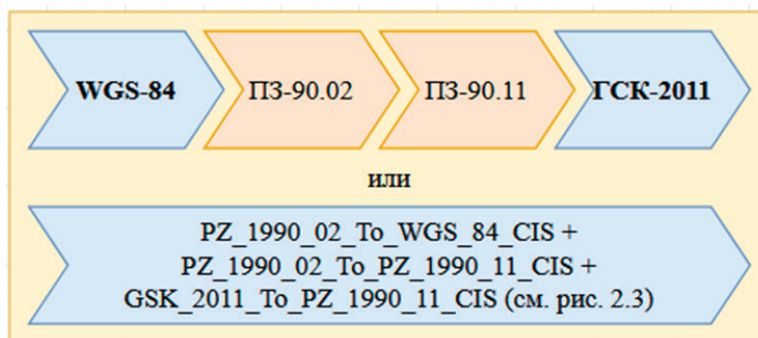 WGS-84 ПЗ-90.02 ПЗ-90.11 ГСК-2011
или
PZ_1990_02_To_WGS_84_CIS +
PZ_1990_02_To_PZ_1990_11_CIS +
GSK_2011_To_PZ_1990_11_CIS (см. рис. 2.3)